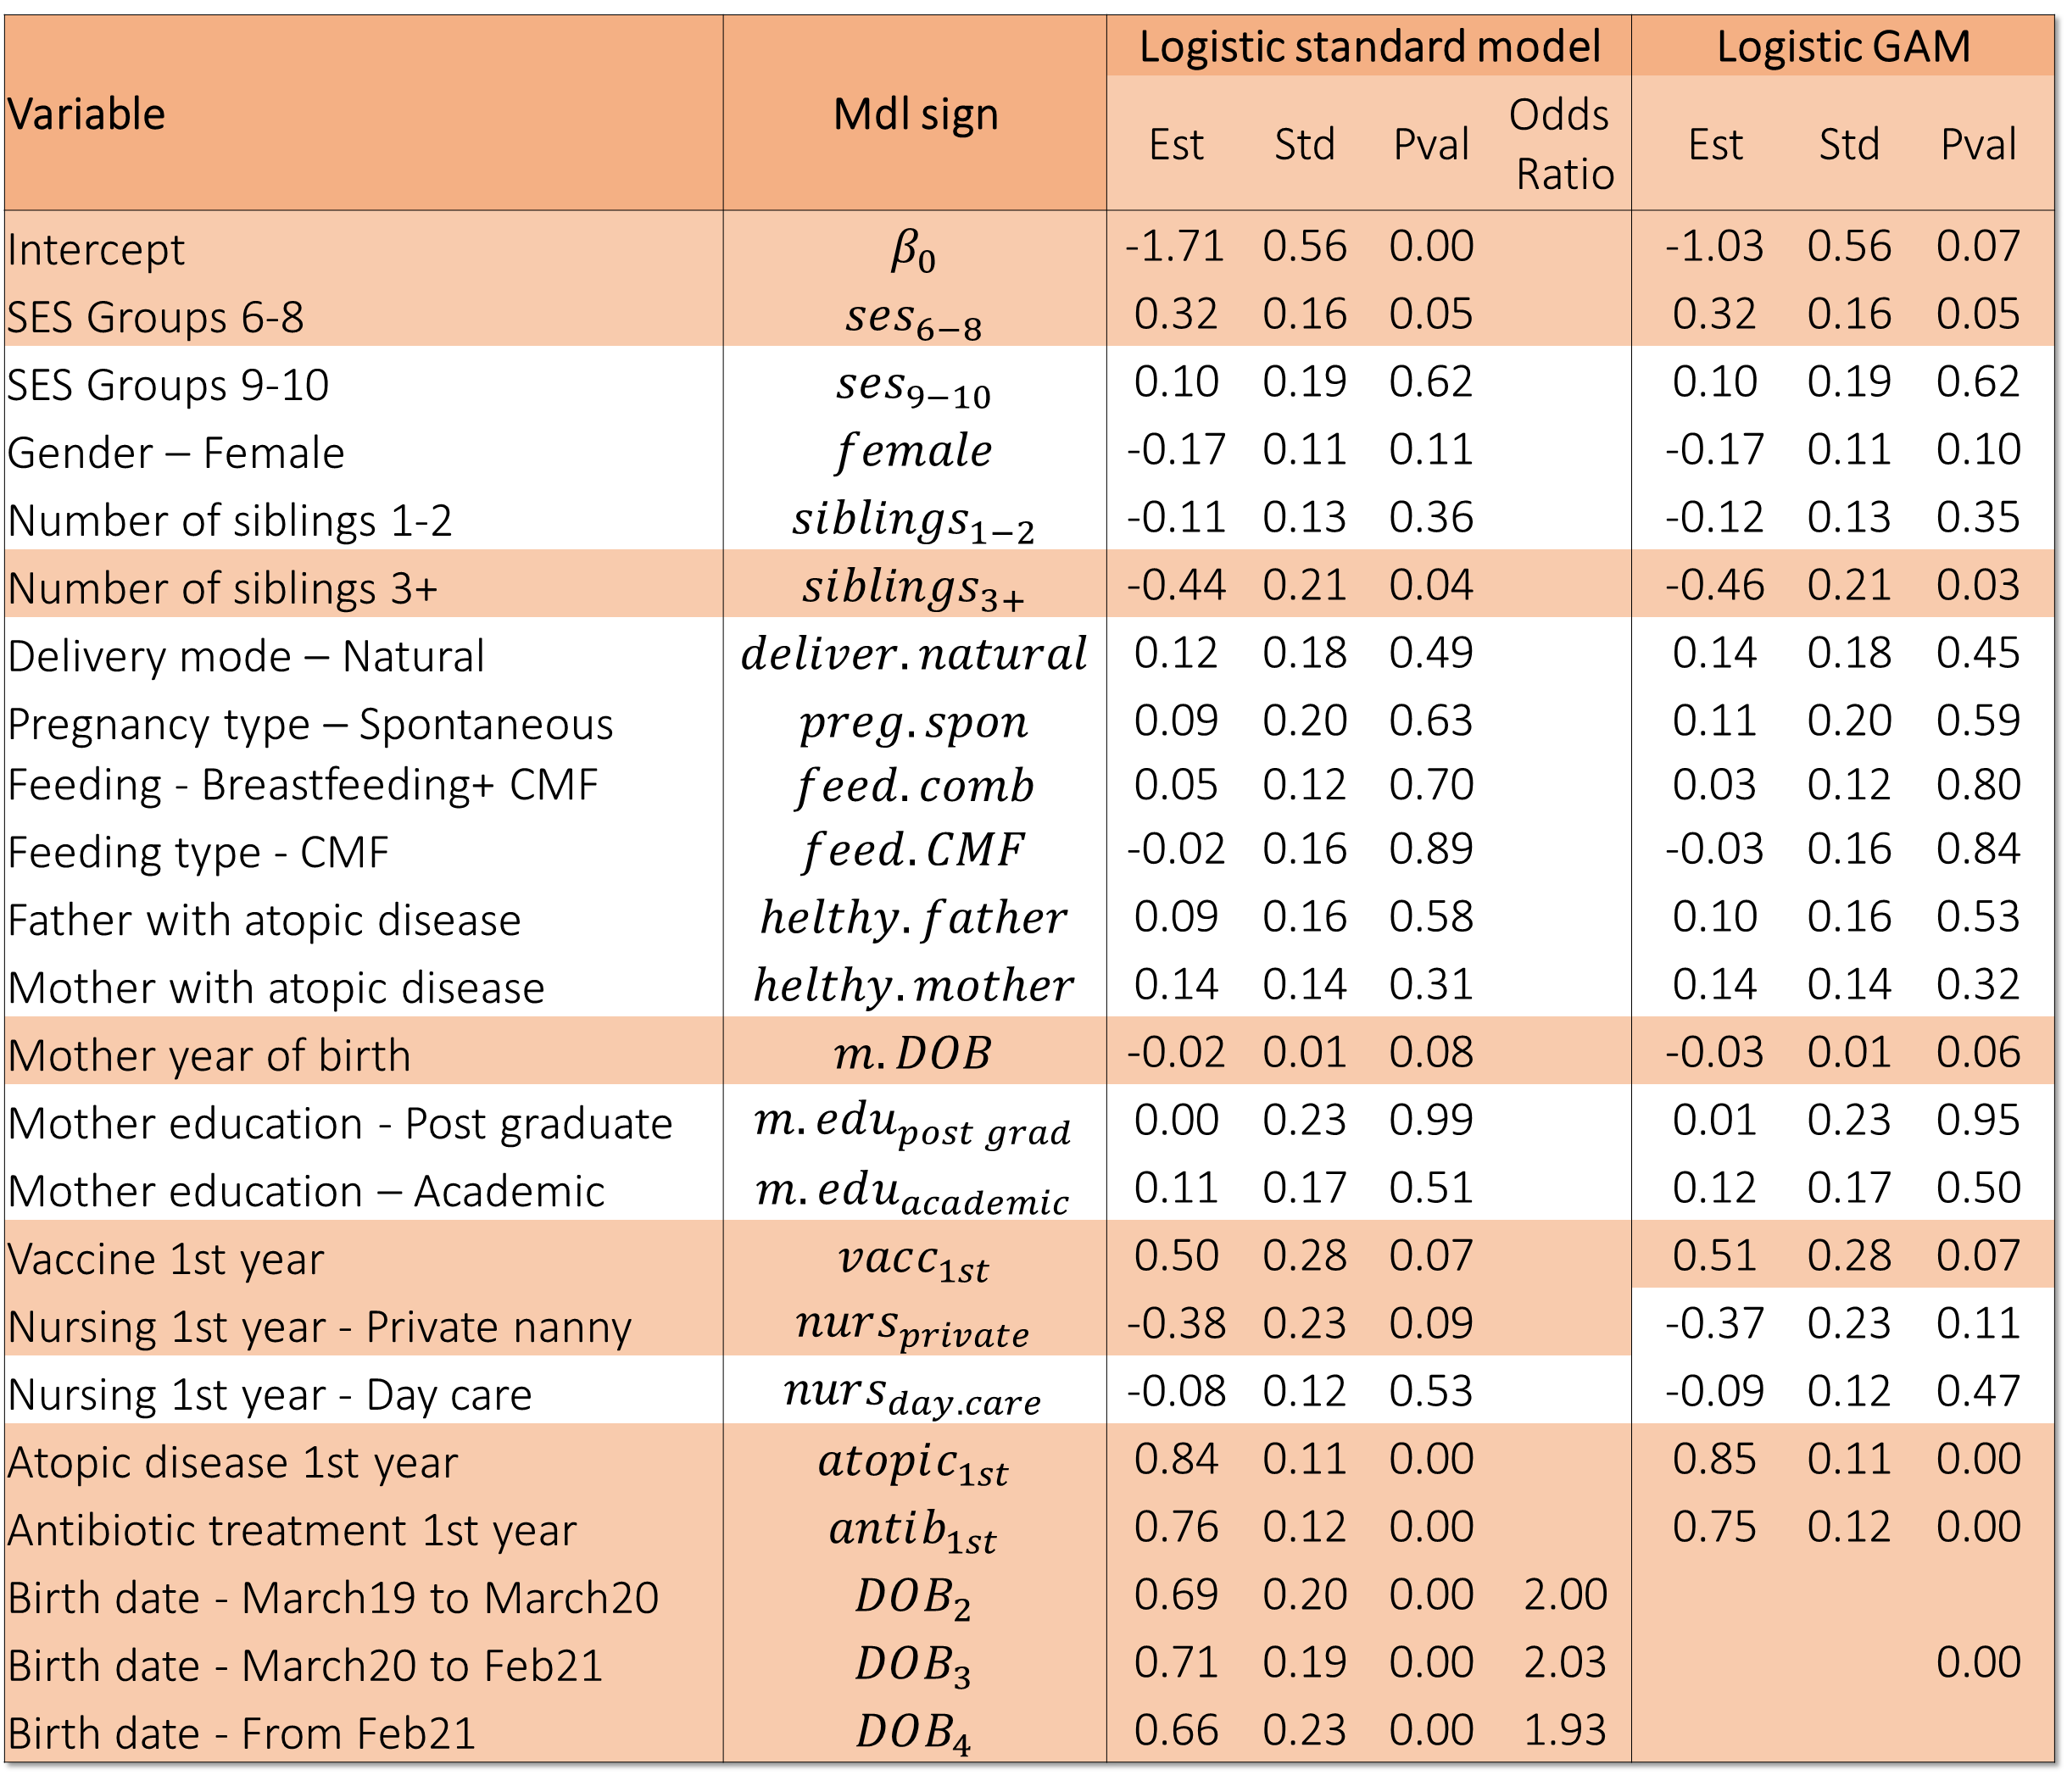 Variable Mdl sign Logistic standard model Logistic GAM
Est Std Pval Odds Ratio Est Std Pval
Intercept β0 -1.71 0.56 0.00 -1.03 0.56 0.07
SES Groups 6-8 ses6−8 0.32 0.16 0.05 0.32 0.16 0.05
SES Groups 9-10 ses9−10 0.10 0.19 0.62 0.10 0.19 0.62
Gender – Female female -0.17 0.11 0.11 -0.17 0.11 0.10
Number of siblings 1-2 siblings1−2 -0.11 0.13 0.36 -0.12 0.13 0.35
Number of siblings 3+ siblings3+ -0.44 0.21 0.04 -0.46 0.21 0.03
Delivery mode – Natural deliver.natural 0.12 0.18 0.49 0.14 0.18 0.45
Pregnancy type – Spontaneous preg.spon 0.09 0.20 0.63 0.11 0.20 0.59
Feeding - Breastfeeding+ CMF feed.comb 0.05 0.12 0.70 0.03 0.12 0.80
Feeding type - CMF feed.CMF -0.02 0.16 0.89 -0.03 0.16 0.84
Father with atopic disease helthy.father 0.09 0.16 0.58 0.10 0.16 0.53
Mother with atopic disease helthy.mother 0.14 0.14 0.31 0.14 0.14 0.32
Mother year of birth m.DOB -0.02 0.01 0.08 -0.03 0.01 0.06
Mother education - Post graduate m.edupost grad 0.00 0.23 0.99 0.01 0.23 0.95
Mother education – Academic m.eduacademic 0.11 0.17 0.51 0.12 0.17 0.50
Vaccine 1st year vacc1st 0.50 0.28 0.07 0.51 0.28 0.07
Nursing 1st year - Private nanny nursprivate -0.38 0.23 0.09 -0.37 0.23 0.11
Nursing 1st year - Day care nursday.care -0.08 0.12 0.53 -0.09 0.12 0.47
Atopic disease 1st year atopic1st 0.84 0.11 0.00 0.85 0.11 0.00
Antibiotic treatment 1st year antib1st 0.76 0.12 0.00 0.75 0.12 0.00
Birth date - March19 to March20 DOB2 0.69 0.20 0.00 2.00
Birth date - March20 to Feb21 DOB3 0.71 0.19 0.00 2.03 0.00
Birth date - From Feb21 DOB4 0.66 0.23 0.00 1.93